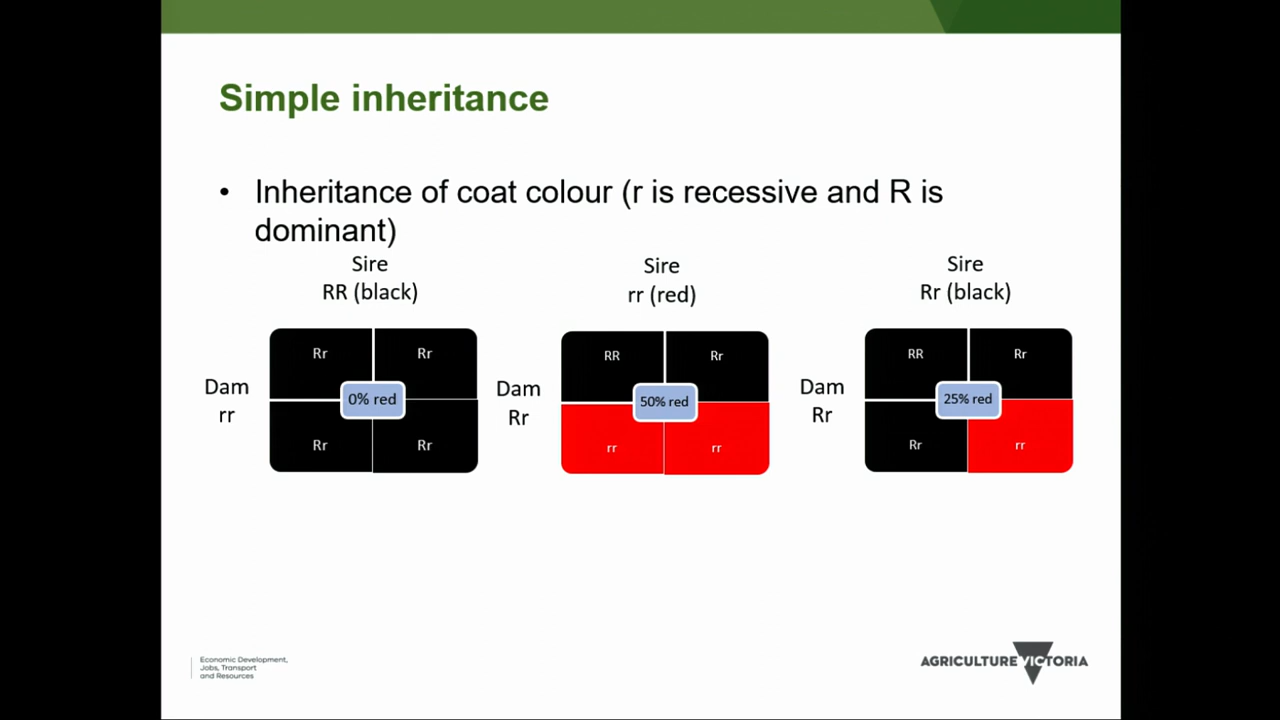 Simple inheritance
• Inheritance of coat colour (r is recessive and R is
dominant)
Sire
RR (black)
Dam
rr
Rr
Rr
0% red
Rr
Rr
Sire
rr (red)
Dam
Rr
RR
Rr
50% red
rr
rr
Sire
Rr (black)
Dam
Rr
RR
Rr
25% red
Rr
rr
Economic Development,
Jobs, Transport
and Resources
AGRICULTURE VICTORIA